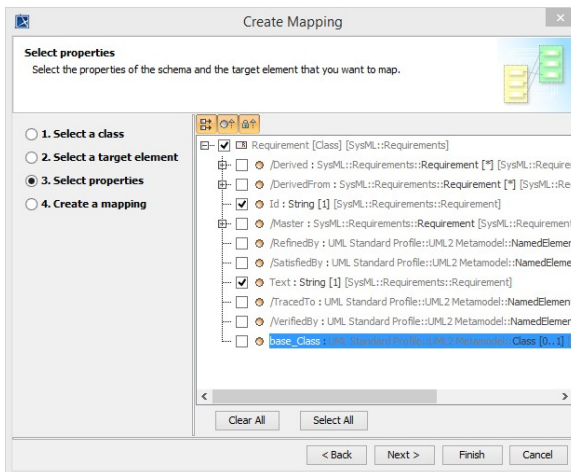 Create Mapping
Select properties
Select the properties of the schema and the target element that you want to map.
1. Select a class
2. Select a target element
3. Select properties
4. Create a mapping
Requirement [Class] [SysML::Requirements]
/Derived : SysML::Requirements::Requirement [*] [SysML::Require
/DerivedFrom : SysML::Requirements::Requirement [*] [SysML::Re
Id : String [1] [SysML::Requirements::Requirement]
/Master : SysML::Requirements::Requirement [SysML::Requirement
/RefinedBy : UML Standard Profile::UML2 Metamodel::NamedElemen
/SatisfiedBy : UML Standard Profile::UML2 Metamodel::NamedEleme
Text : String [1] [SysML::Requirements::Requirement]
/TracedTo : UML Standard Profile::UML2 Metamodel::NamedElemen
/VerifiedBy : UML Standard Profile::UML2 Metamodel::NamedElemen
base_Class : UML Standard Profile::UML2 Metamodel::Class [0..1]
Clear All Select All
< Back Next > Finish Cancel